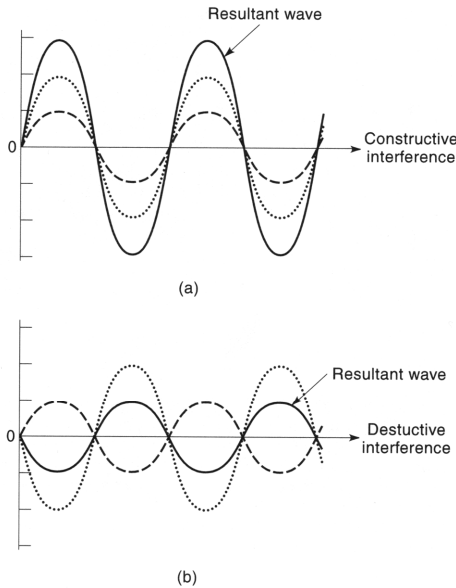 Resultant wave
0
Constructive
interference
(a)
Resultant wave
0
Destuctive
interference
(b)